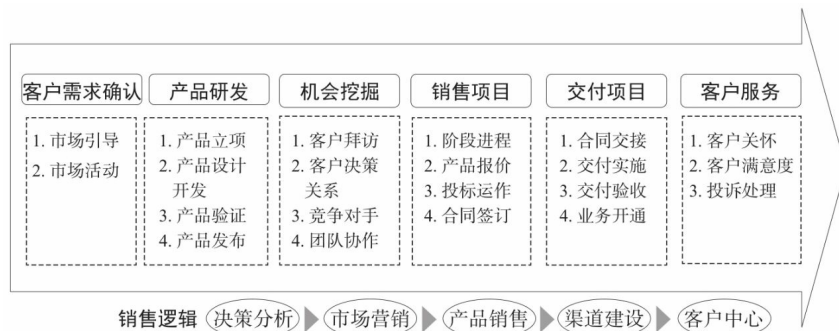 客户需求确认
产品研发
机会挖掘
销售项目
交付项目
客户服务
1. 市场引导
2. 市场活动
1. 产品立项
2. 产品设计
开发
3. 产品验证
4. 产品发布
1. 客户拜访
2. 客户决策
关系
3. 竞争对手
4. 团队协作
1. 阶段进程
2. 产品报价
3. 投标运作
4. 合同签订
1. 合同交接
2. 交付实施
3. 交付验收
4. 业务开通
1. 客户关怀
2. 客户满意度
3. 投诉处理
销售逻辑 决策分析 市场营销 产品销售 渠道建设 客户中心